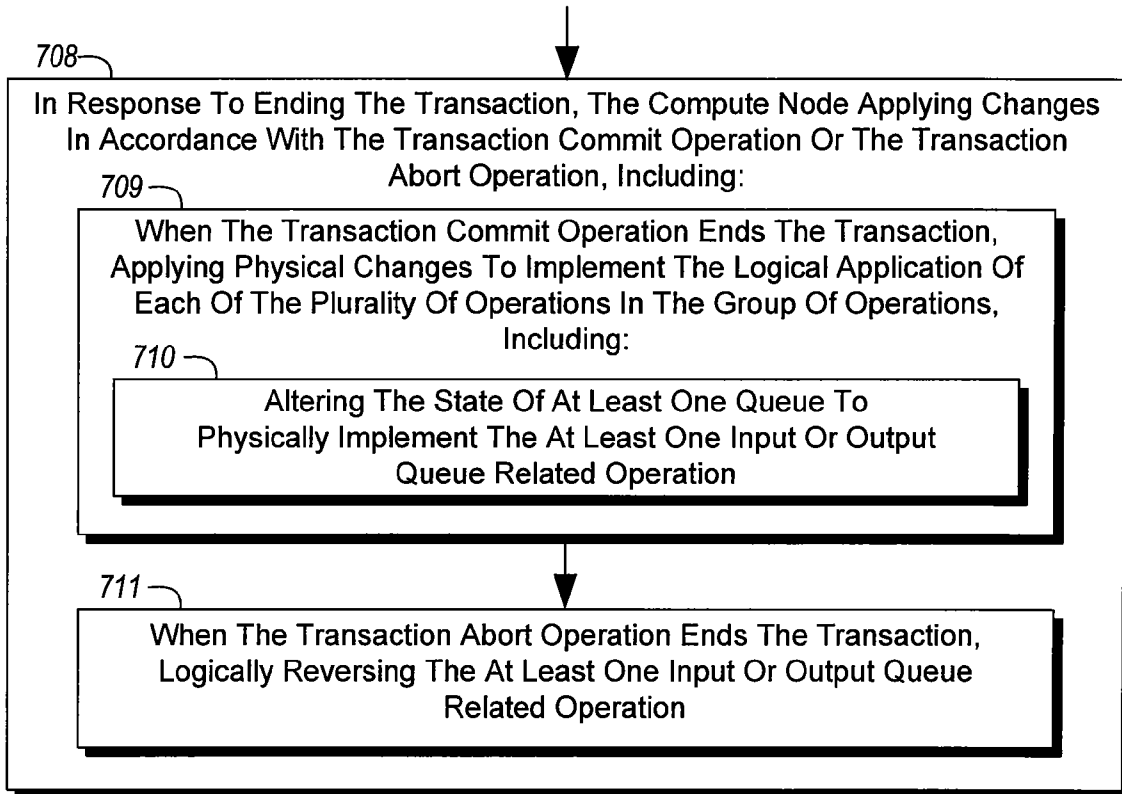 708
In Response To Ending The Transaction, The Compute Node Applying Changes
In Accordance With The Transaction Commit Operation Or The Transaction
Abort Operation, Including:
709
When The Transaction Commit Operation Ends The Transaction,
Applying Physical Changes To Implement The Logical Application Of
Each Of The Plurality Of Operations In The Group Of Operations,
Including:
710
Altering The State Of At Least One Queue To
Physically Implement The At Least One Input Or Output
Queue Related Operation
711
When The Transaction Abort Operation Ends The Transaction,
Logically Reversing The At Least One Input Or Output Queue
Related Operation